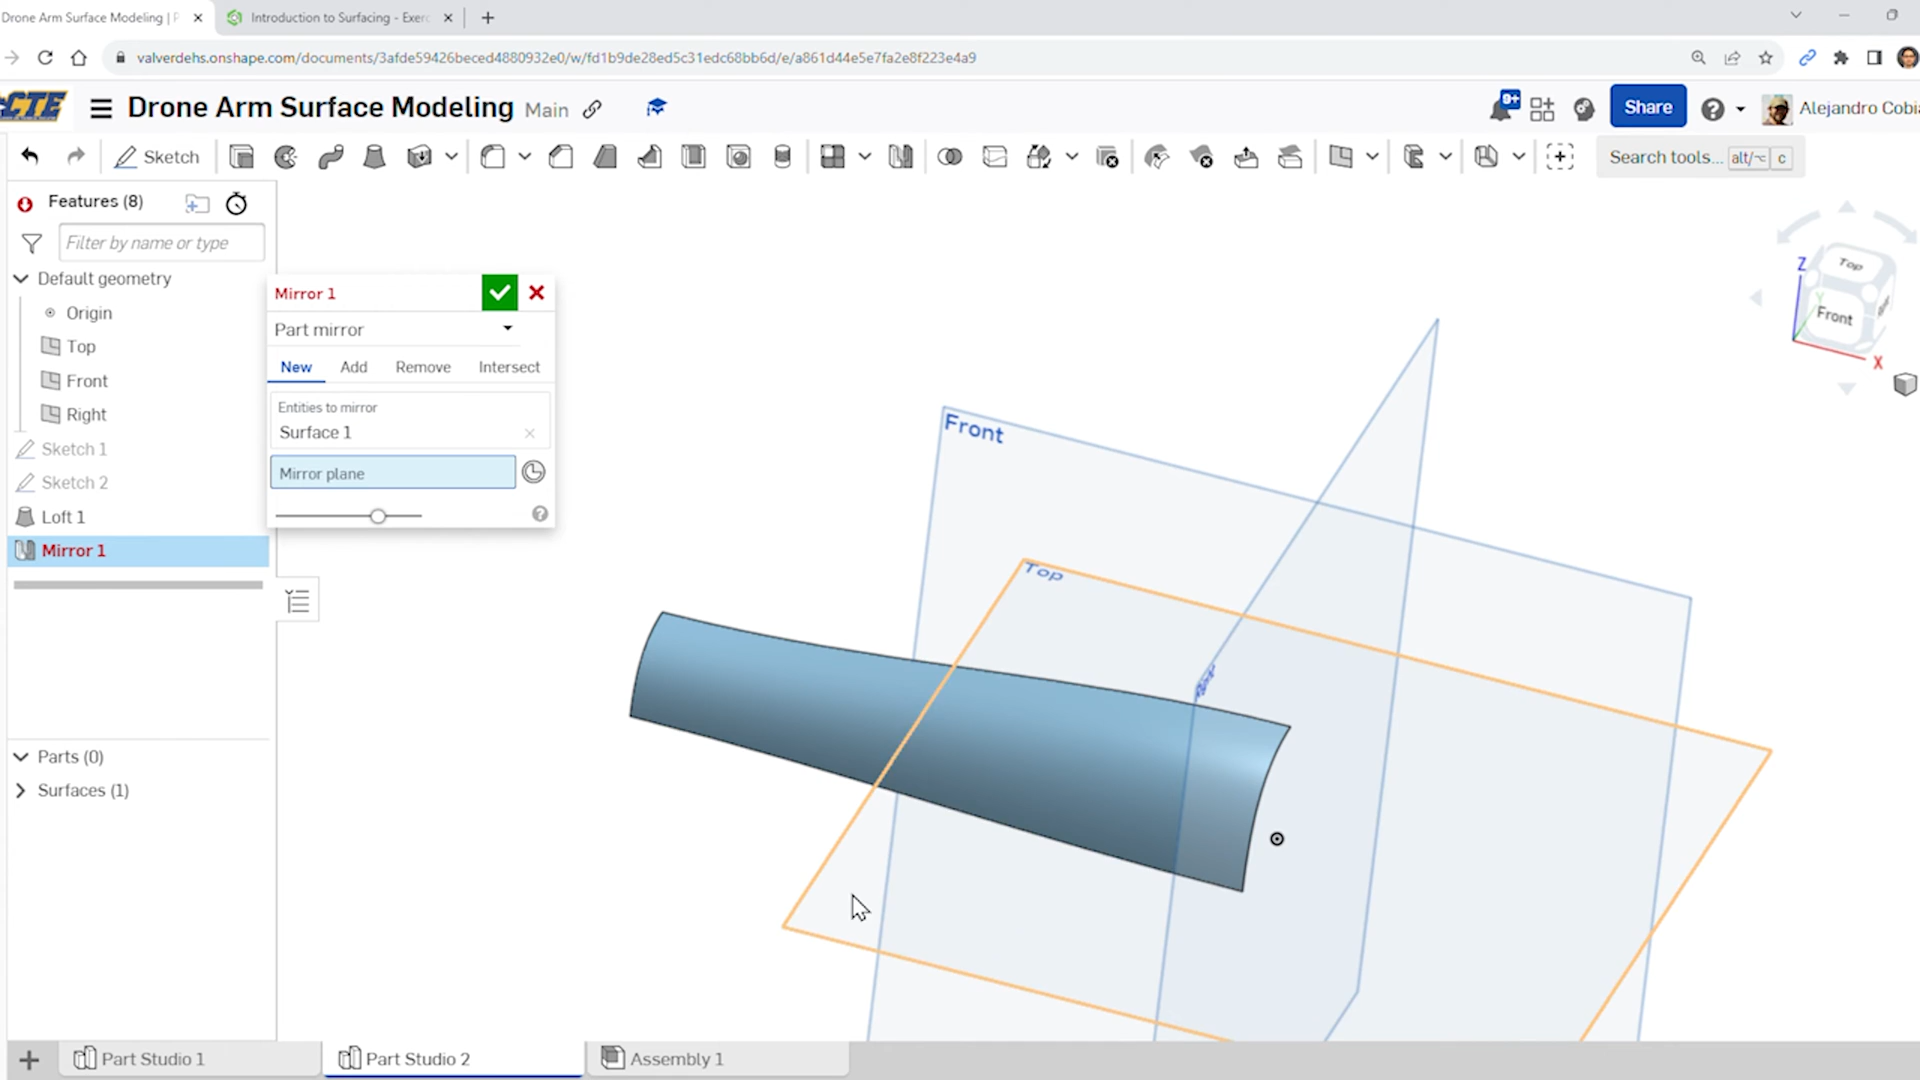 Drone Arm Surface Modeling | P
Introduction to Surfacing - Exerc
valverdehs.onshape.com/documents/3afde59426beced4880932e0/w/fd1b9de28ed5c31edc68bb6d/e/a861d44e5e7fa2e8f223e4a9
CTE
Drone Arm Surface Modeling Main
9+
Share
Alejandro Cobia
Sketch
Search tools... alt/⌥ c
Features (8)
Filter by name or type
Default geometry
Origin
Top
Front
Right
Sketch 1
Sketch 2
Loft 1
Mirror 1
Parts (0)
Surfaces (1)
Mirror 1
Part mirror
New Add Remove Intersect
Entities to mirror
Surface 1
Mirror plane
Front
Top
Z
Top
Y
Front
X
Part Studio 1
Part Studio 2
Assembly 1